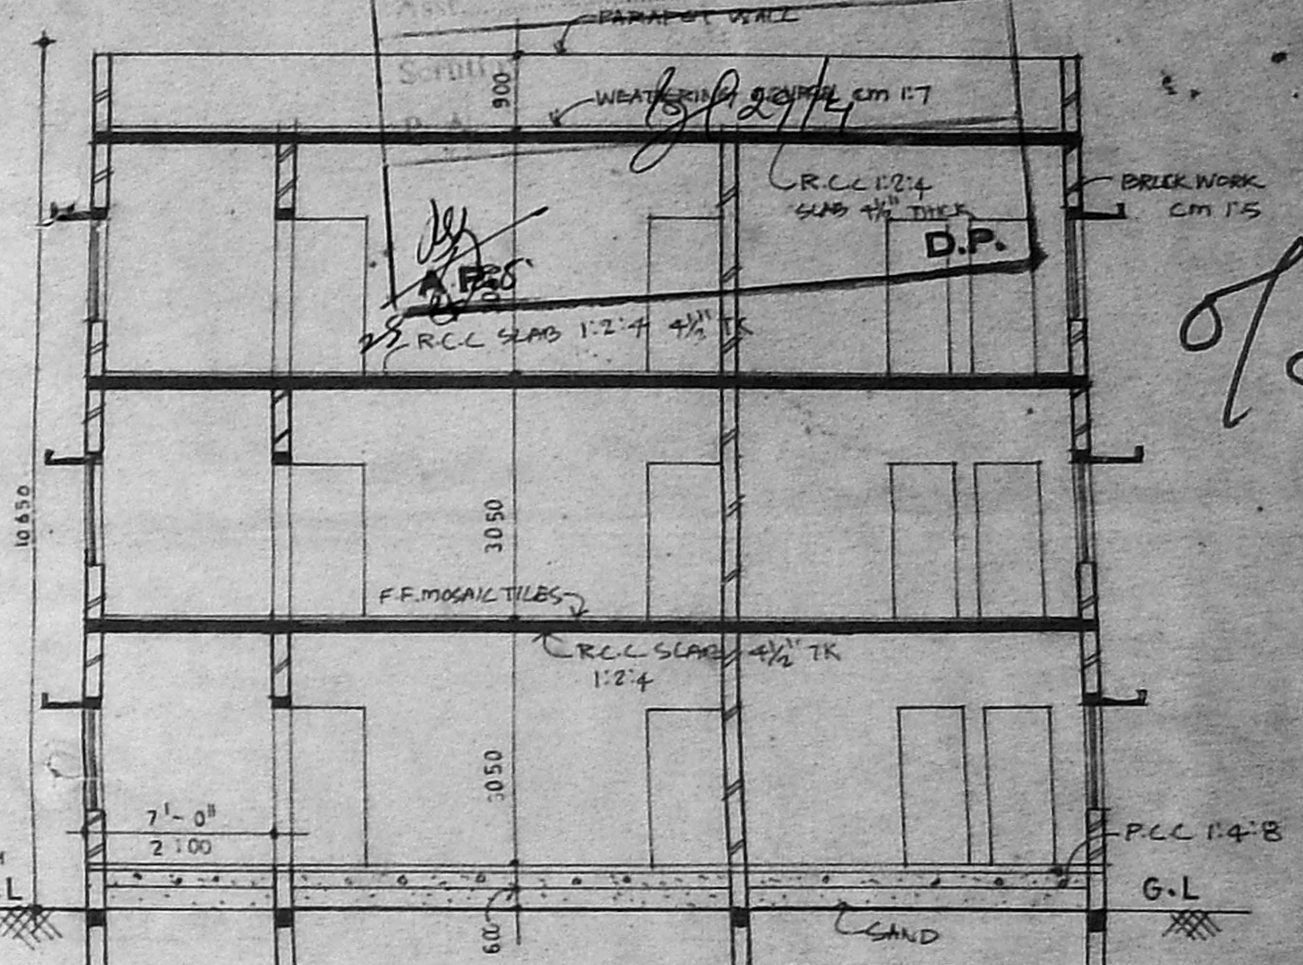 PARAPET WALL
900
WEATHERING COURSE cm 1:7
29/4
R.C.C 1:2:4
SLAB 4½" THICK
BRICK WORK
cm 1:5
D.P.
A.P.
R.C.C SLAB 1:2:4 4½" TK
10650
3050
F.F. MOSAIC TILES
R.C.C SLAB 4½" TK
1:2:4
3050
7'-0"
2100
P.C.C 1:4:8
L
G.L
600
SAND